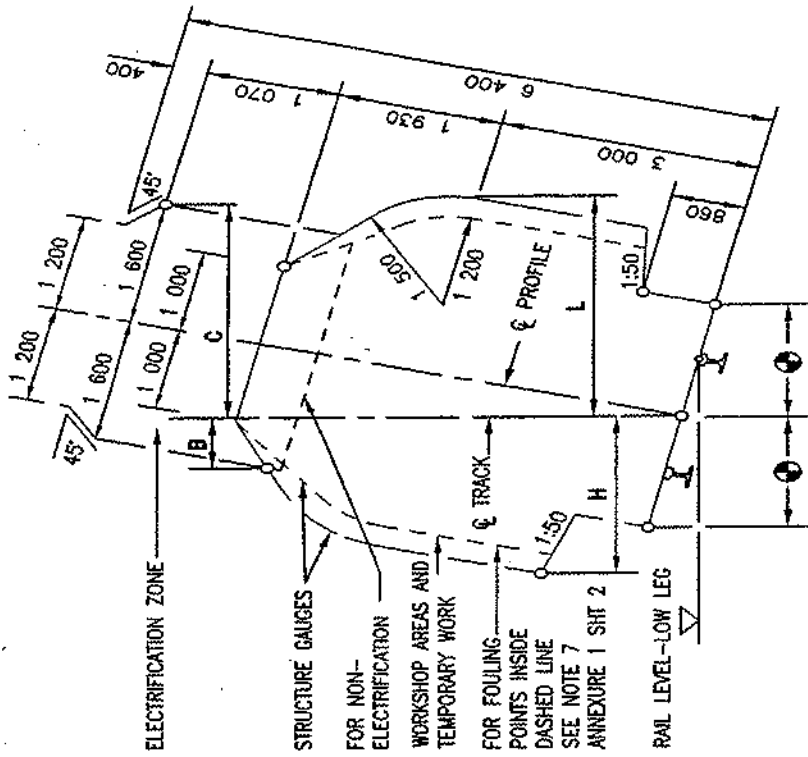 400
1 200
1 200
45°
1 600
1 600
45°
1 000
1 000
1 070
C
B
6 400
1 930
ELECTRIFICATION ZONE
STRUCTURE GAUGES
FOR NON-
ELECTRIFICATION
1 500
1 200
3 000
WORKSHOP AREAS AND
TEMPORARY WORK
℄ PROFILE
L
860
FOR FOULING
POINTS INSIDE
DASHED LINE
SEE NOTE 7
ANNEXURE 1 SHT 2
℄ TRACK
H
1:50
1:50
RAIL LEVEL-LOW LEG